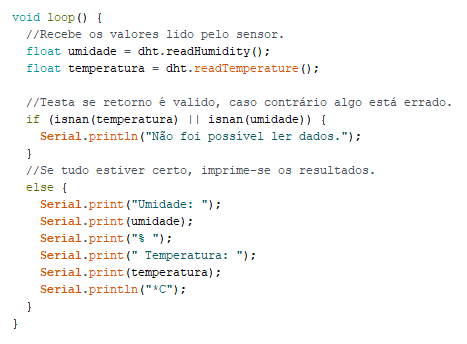 void loop() {
  //Recebe os valores lido pelo sensor.
  float umidade = dht.readHumidity();
  float temperatura = dht.readTemperature();
  //Testa se retorno é valido, caso contrário algo está errado.
  if (isnan(temperatura) || isnan(umidade)) {
    Serial.println("Não foi possível ler dados.");
  }
  //Se tudo estiver certo, imprime-se os resultados.
  else {
    Serial.print("Umidade: ");
    Serial.print(umidade);
    Serial.print("% ");
    Serial.print(" Temperatura: ");
    Serial.print(temperatura);
    Serial.println("*C");
  }
}